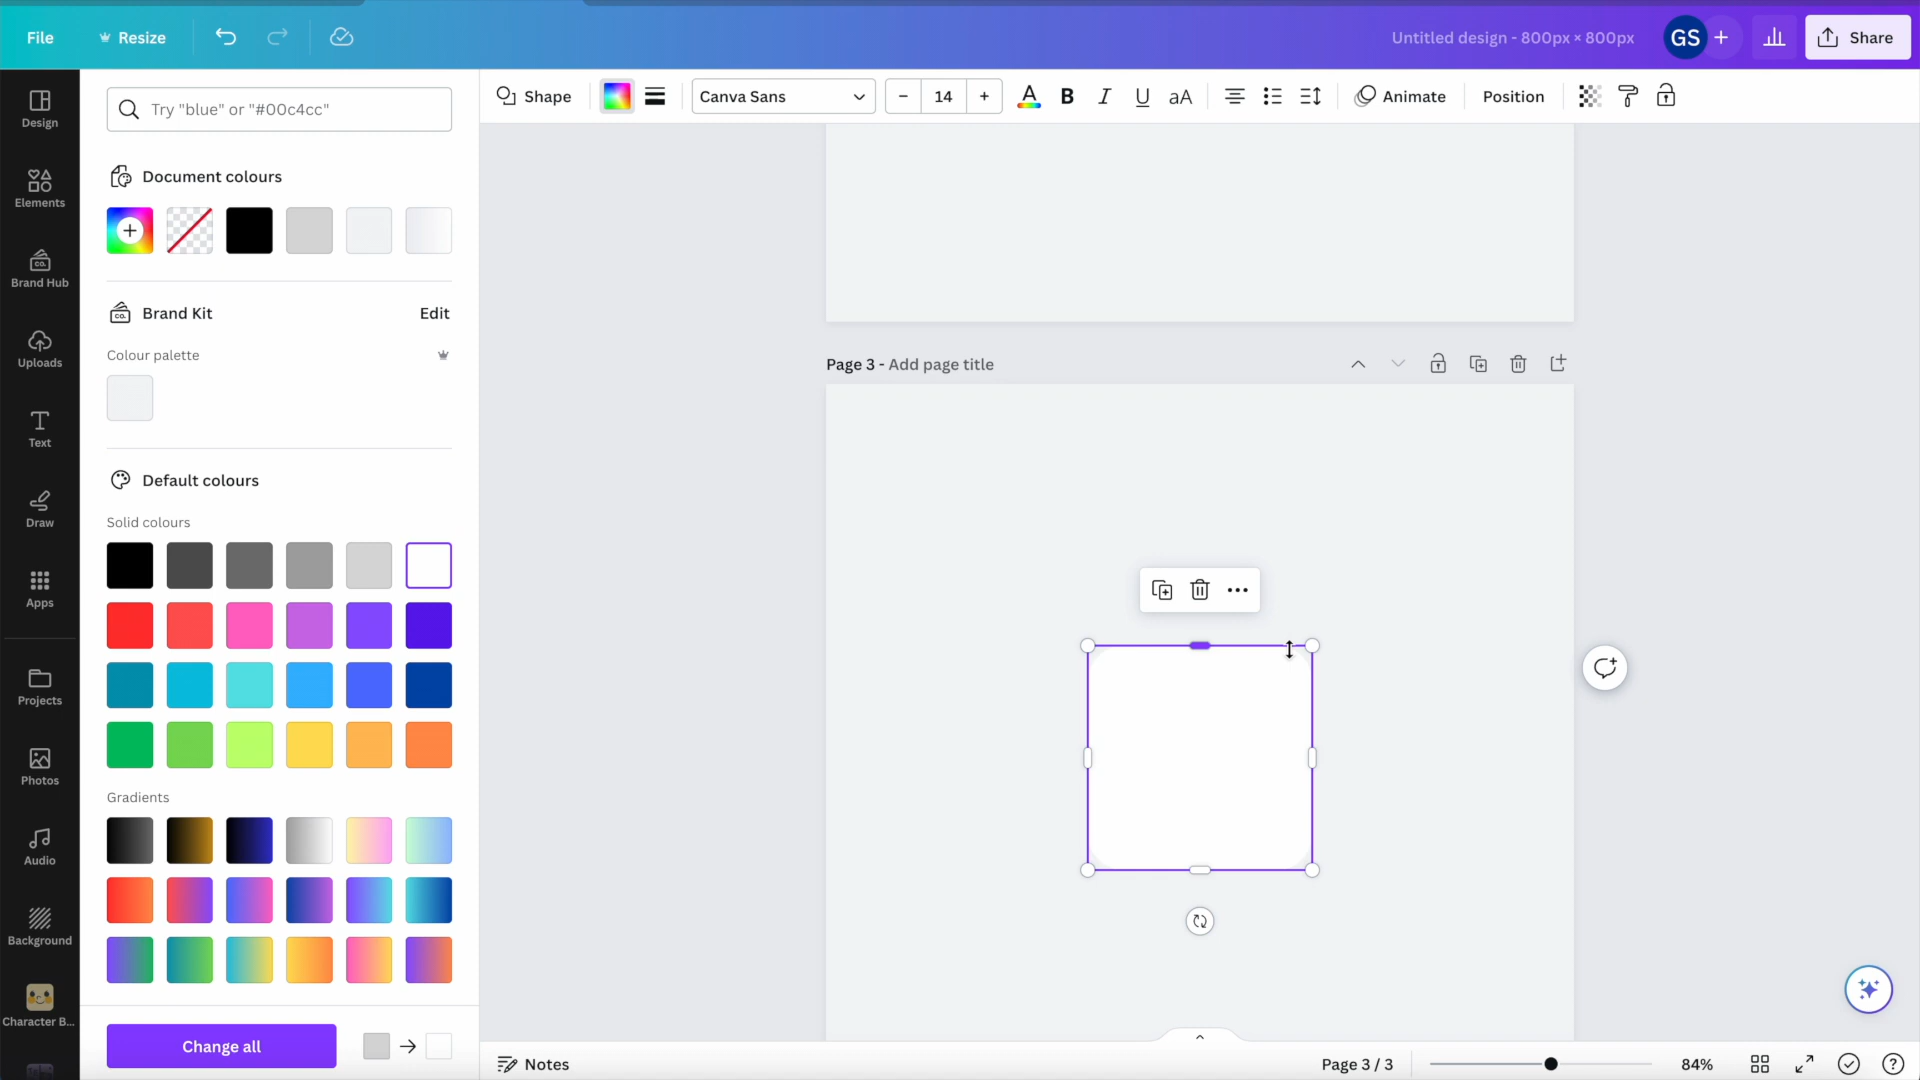 File
Resize
Untitled design - 800px × 800px
GS
+
Share
Design
Elements
Brand Hub
Uploads
Text
Draw
Apps
Projects
Photos
Audio
Background
Character B...
Try "blue" or "#00c4cc"
Document colours
Brand Kit
Edit
Colour palette
Default colours
Solid colours
Gradients
Change all
Shape
Canva Sans
− 14 +
A B I U aA
Animate
Position
Page 3 - Add page title
Notes
Page 3 / 3
84%